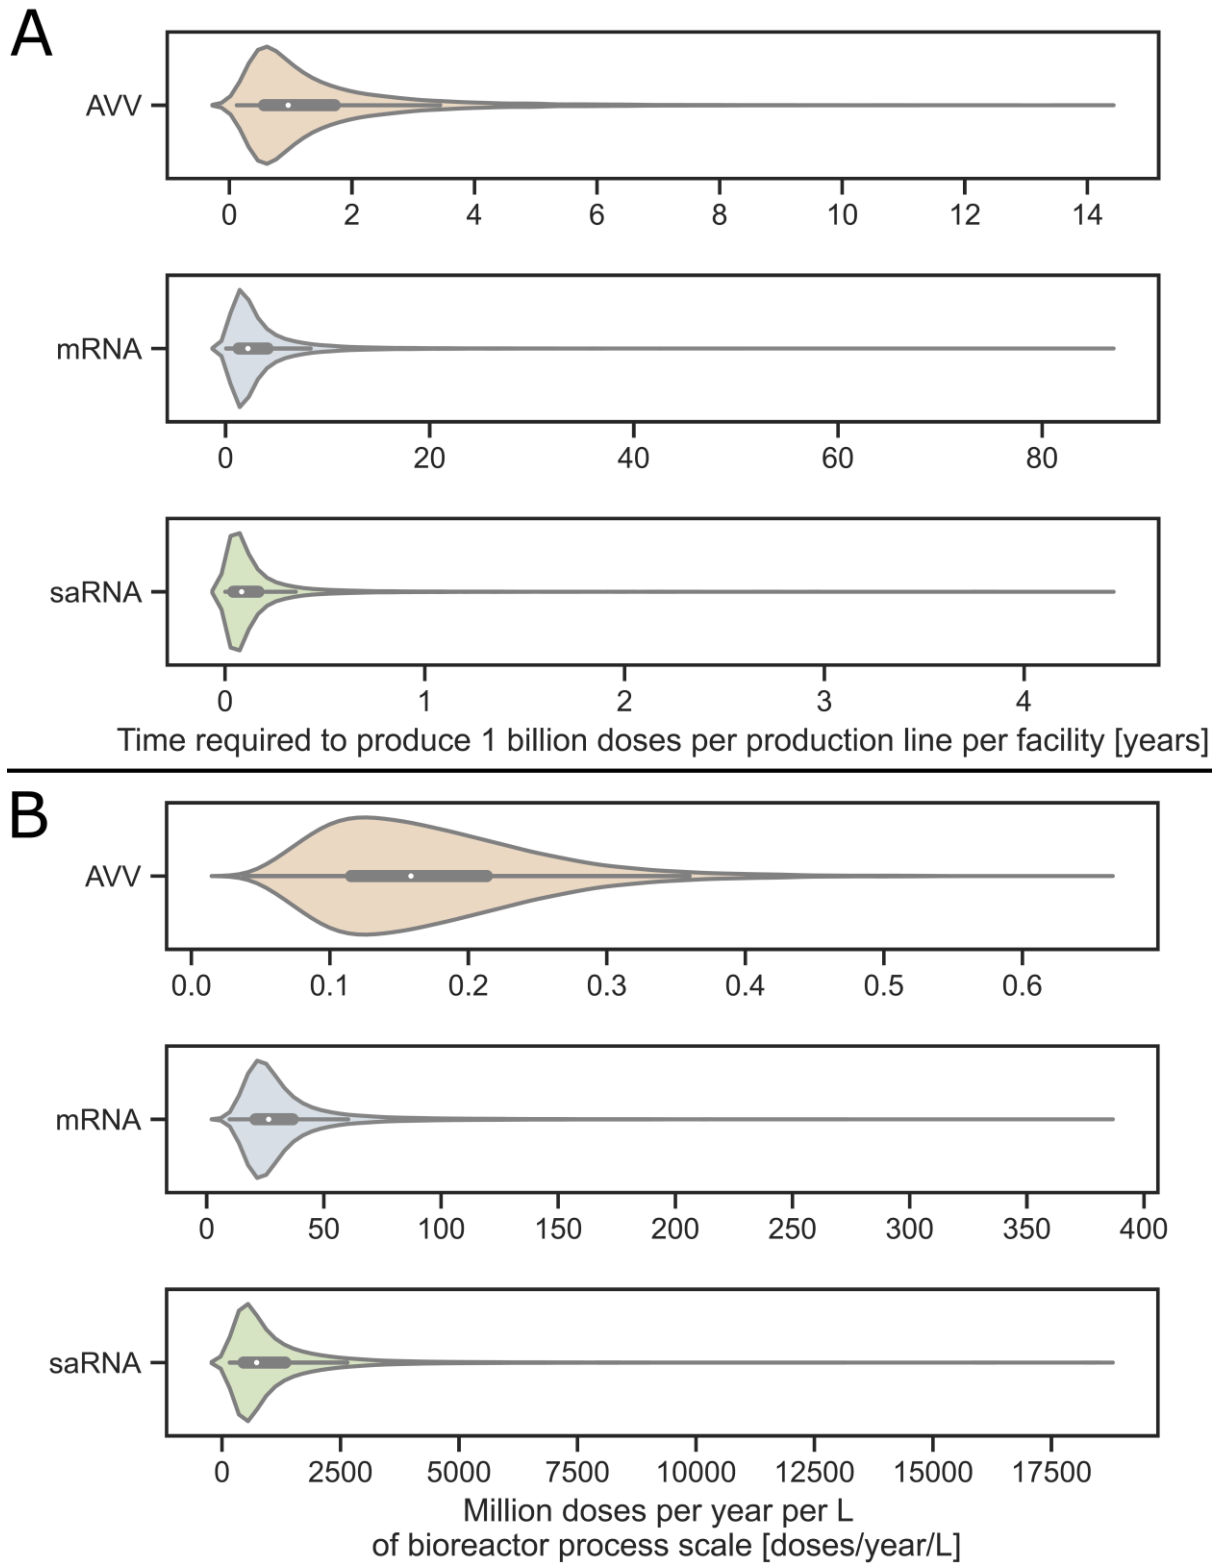 A
AVV
0 2 4 6 8 10 12 14
mRNA
0 20 40 60 80
saRNA
0 1 2 3 4
Time required to produce 1 billion doses per production line per facility [years]
B
AVV
0.0 0.1 0.2 0.3 0.4 0.5 0.6
mRNA
0 50 100 150 200 250 300 350 400
saRNA
0 2500 5000 7500 10000 12500 15000 17500
Million doses per year per L
of bioreactor process scale [doses/year/L]